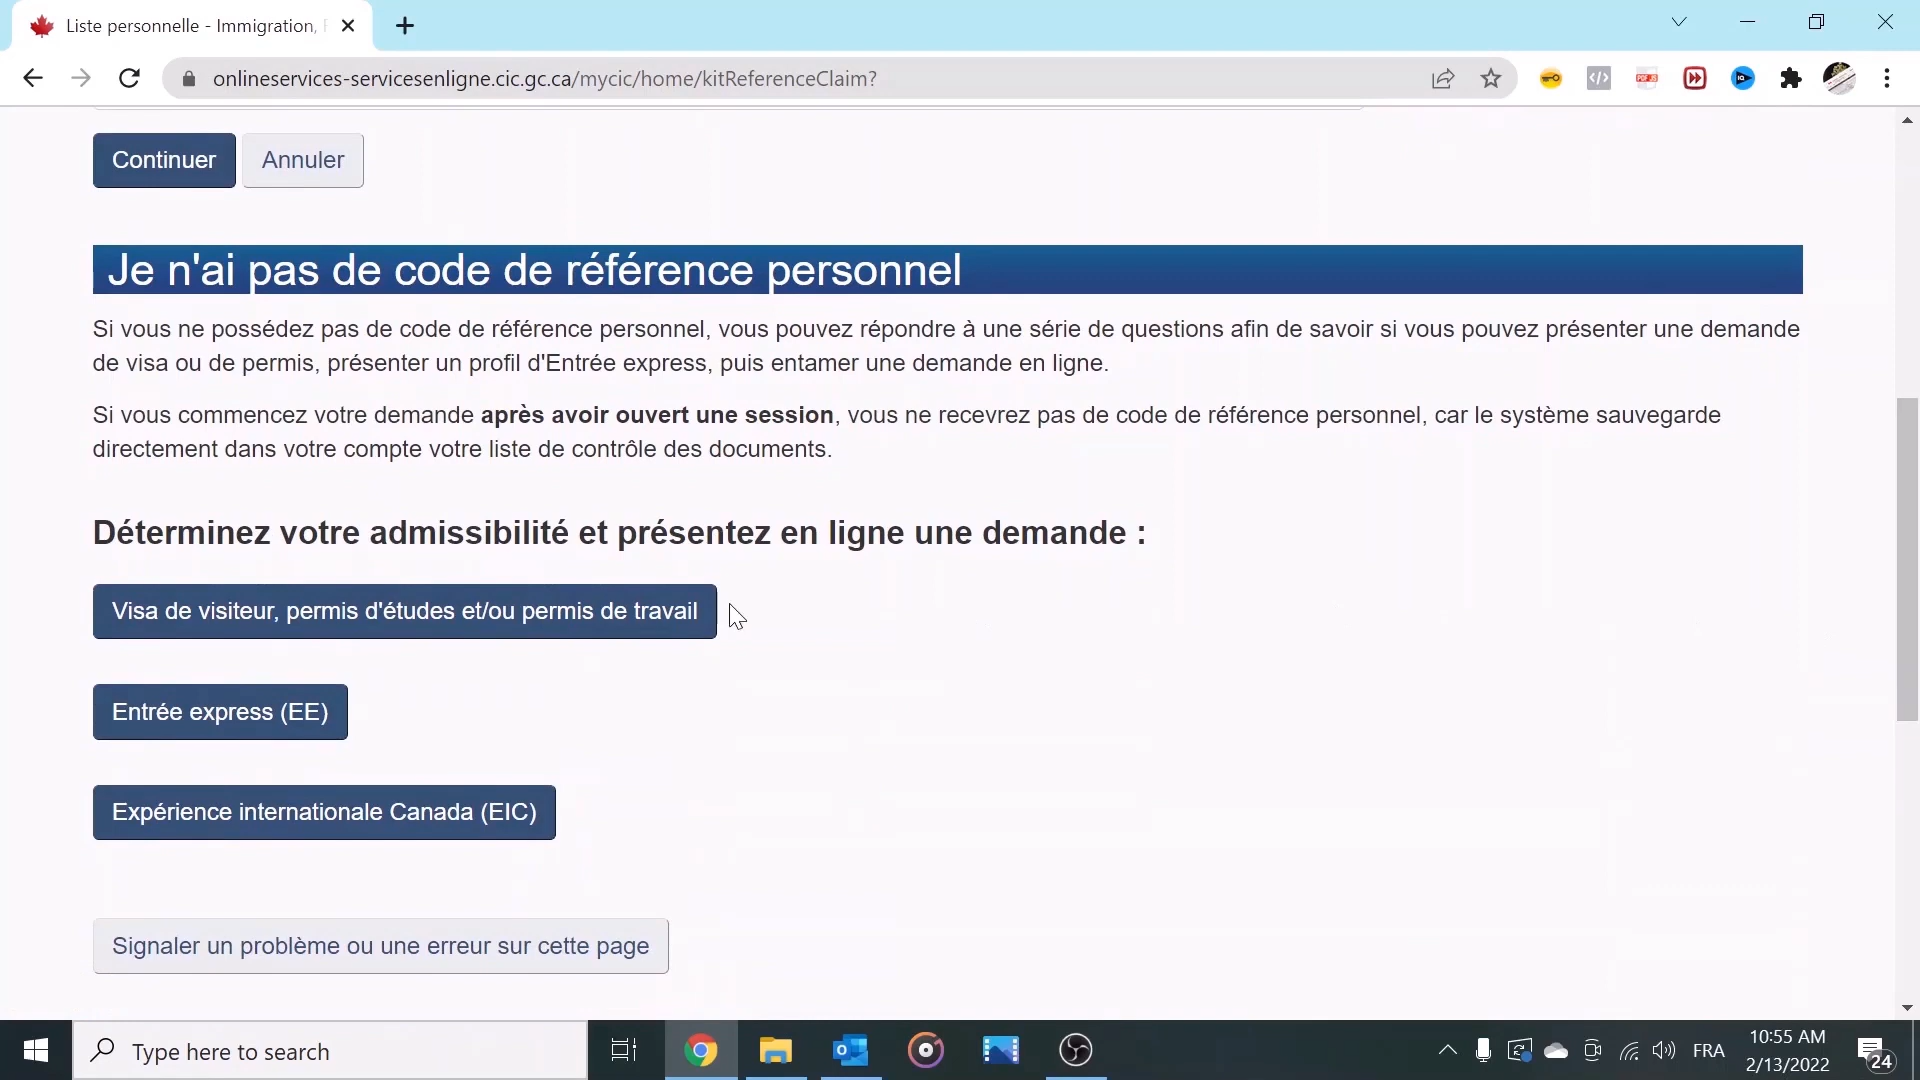 Liste personnelle - Immigration,
onlineservices-servicesenligne.cic.gc.ca/mycic/home/kitReferenceClaim?
Continuer
Annuler
Je n'ai pas de code de référence personnel
Si vous ne possédez pas de code de référence personnel, vous pouvez répondre à une série de questions afin de savoir si vous pouvez présenter une demande
de visa ou de permis, présenter un profil d'Entrée express, puis entamer une demande en ligne.
Si vous commencez votre demande après avoir ouvert une session, vous ne recevrez pas de code de référence personnel, car le système sauvegarde
directement dans votre compte votre liste de contrôle des documents.
Déterminez votre admissibilité et présentez en ligne une demande :
Visa de visiteur, permis d'études et/ou permis de travail
Entrée express (EE)
Expérience internationale Canada (EIC)
Signaler un problème ou une erreur sur cette page
Type here to search
FRA
10:55 AM
2/13/2022
24